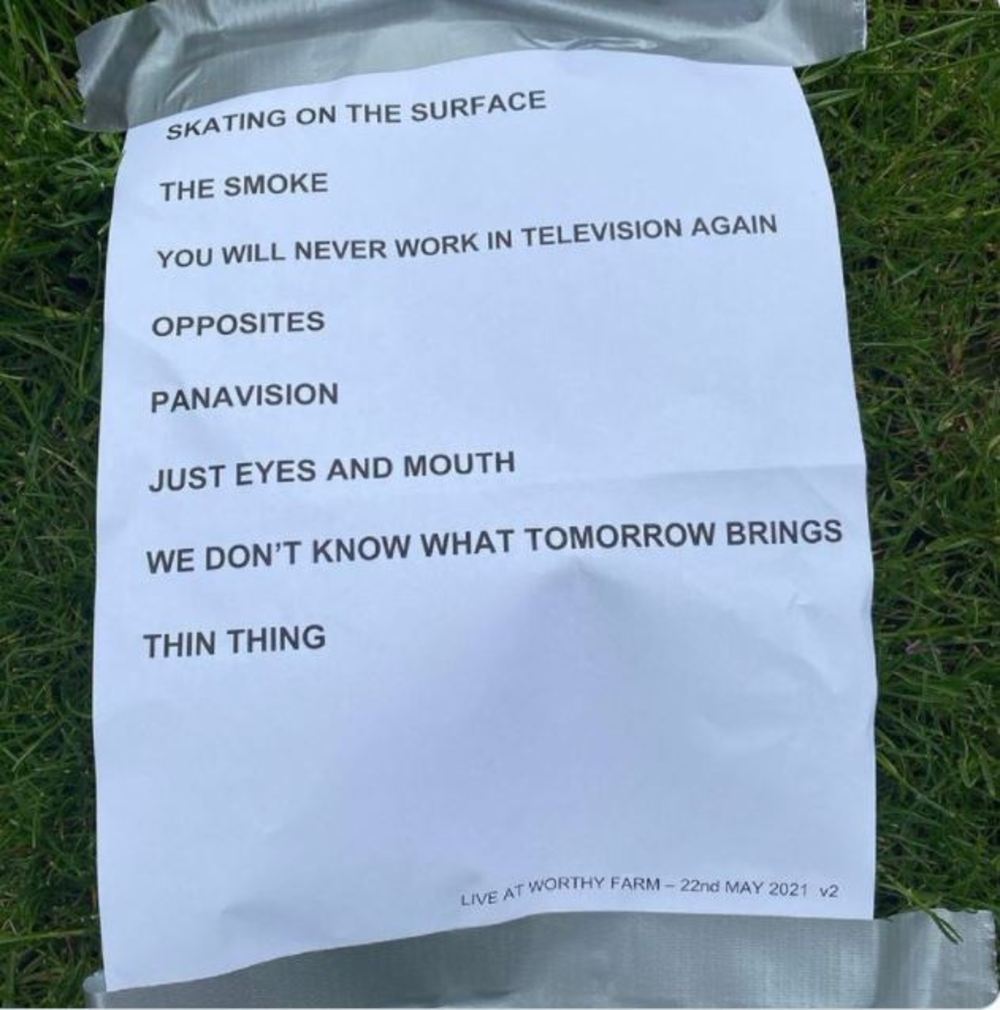 SKATING ON THE SURFACE
THE SMOKE
YOU WILL NEVER WORK IN TELEVISION AGAIN
OPPOSITES
PANAVISION
JUST EYES AND MOUTH
WE DON'T KNOW WHAT TOMORROW BRINGS
THIN THING
LIVE AT WORTHY FARM – 22nd MAY 2021 v2